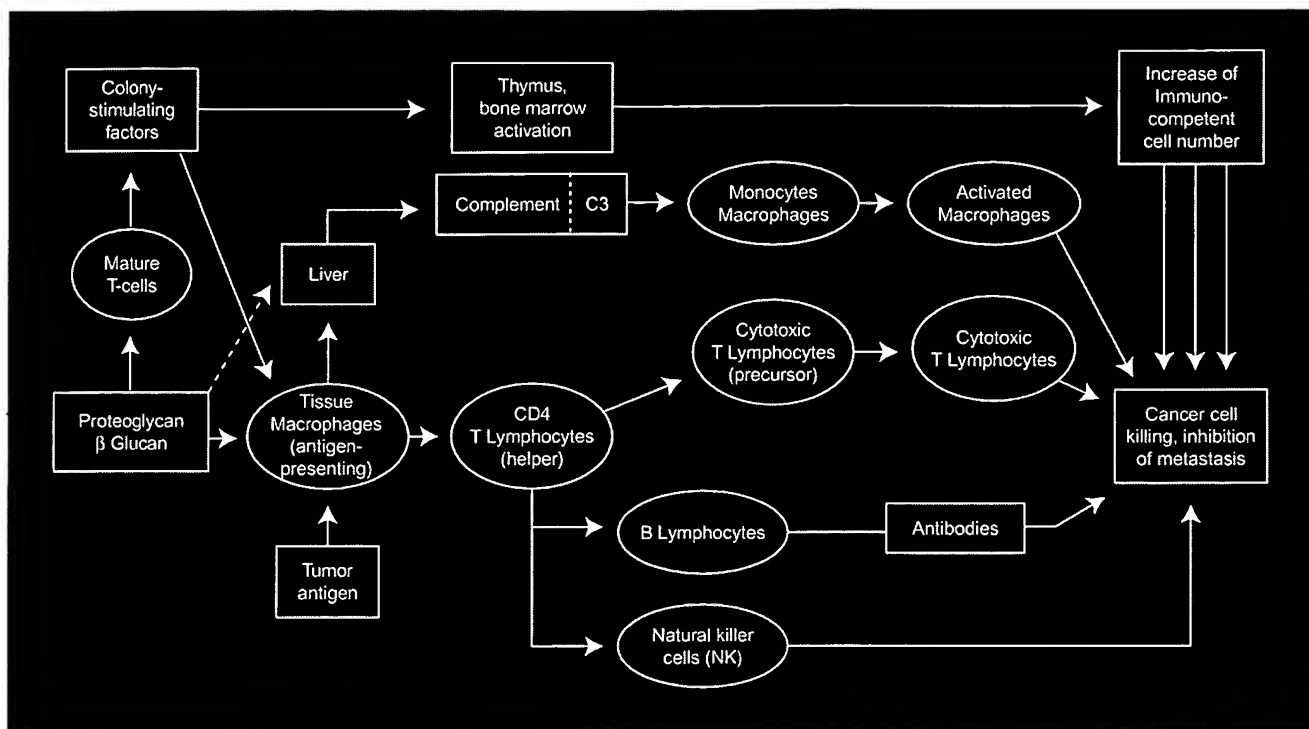 Colony-
stimulating
factors
Thymus,
bone marrow
activation
Increase of
Immuno-
competent
cell number
Complement
C3
Monocytes
Macrophages
Activated
Macrophages
Mature
T-cells
Liver
Cytotoxic
T Lymphocytes
(precursor)
Cytotoxic
T Lymphocytes
Proteoglycan
β Glucan
Tissue
Macrophages
(antigen-
presenting)
CD4
T Lymphocytes
(helper)
Cancer cell
killing, inhibition
of metastasis
B Lymphocytes
Antibodies
Tumor
antigen
Natural killer
cells (NK)